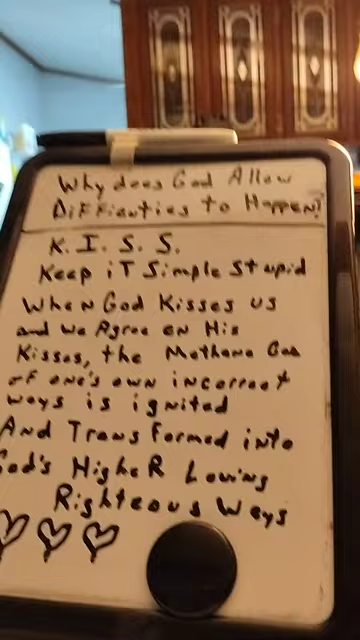 Why does God Allow
Difficulties to Happen?
K. I. S. S.
Keep iT Simple Stupid
When God Kisses us
and we Agree on His
Kisses, the Methane Gas
of one's own incorrect
ways is ignited
And Transformed into
God's HigheR Loving
Righteous Ways